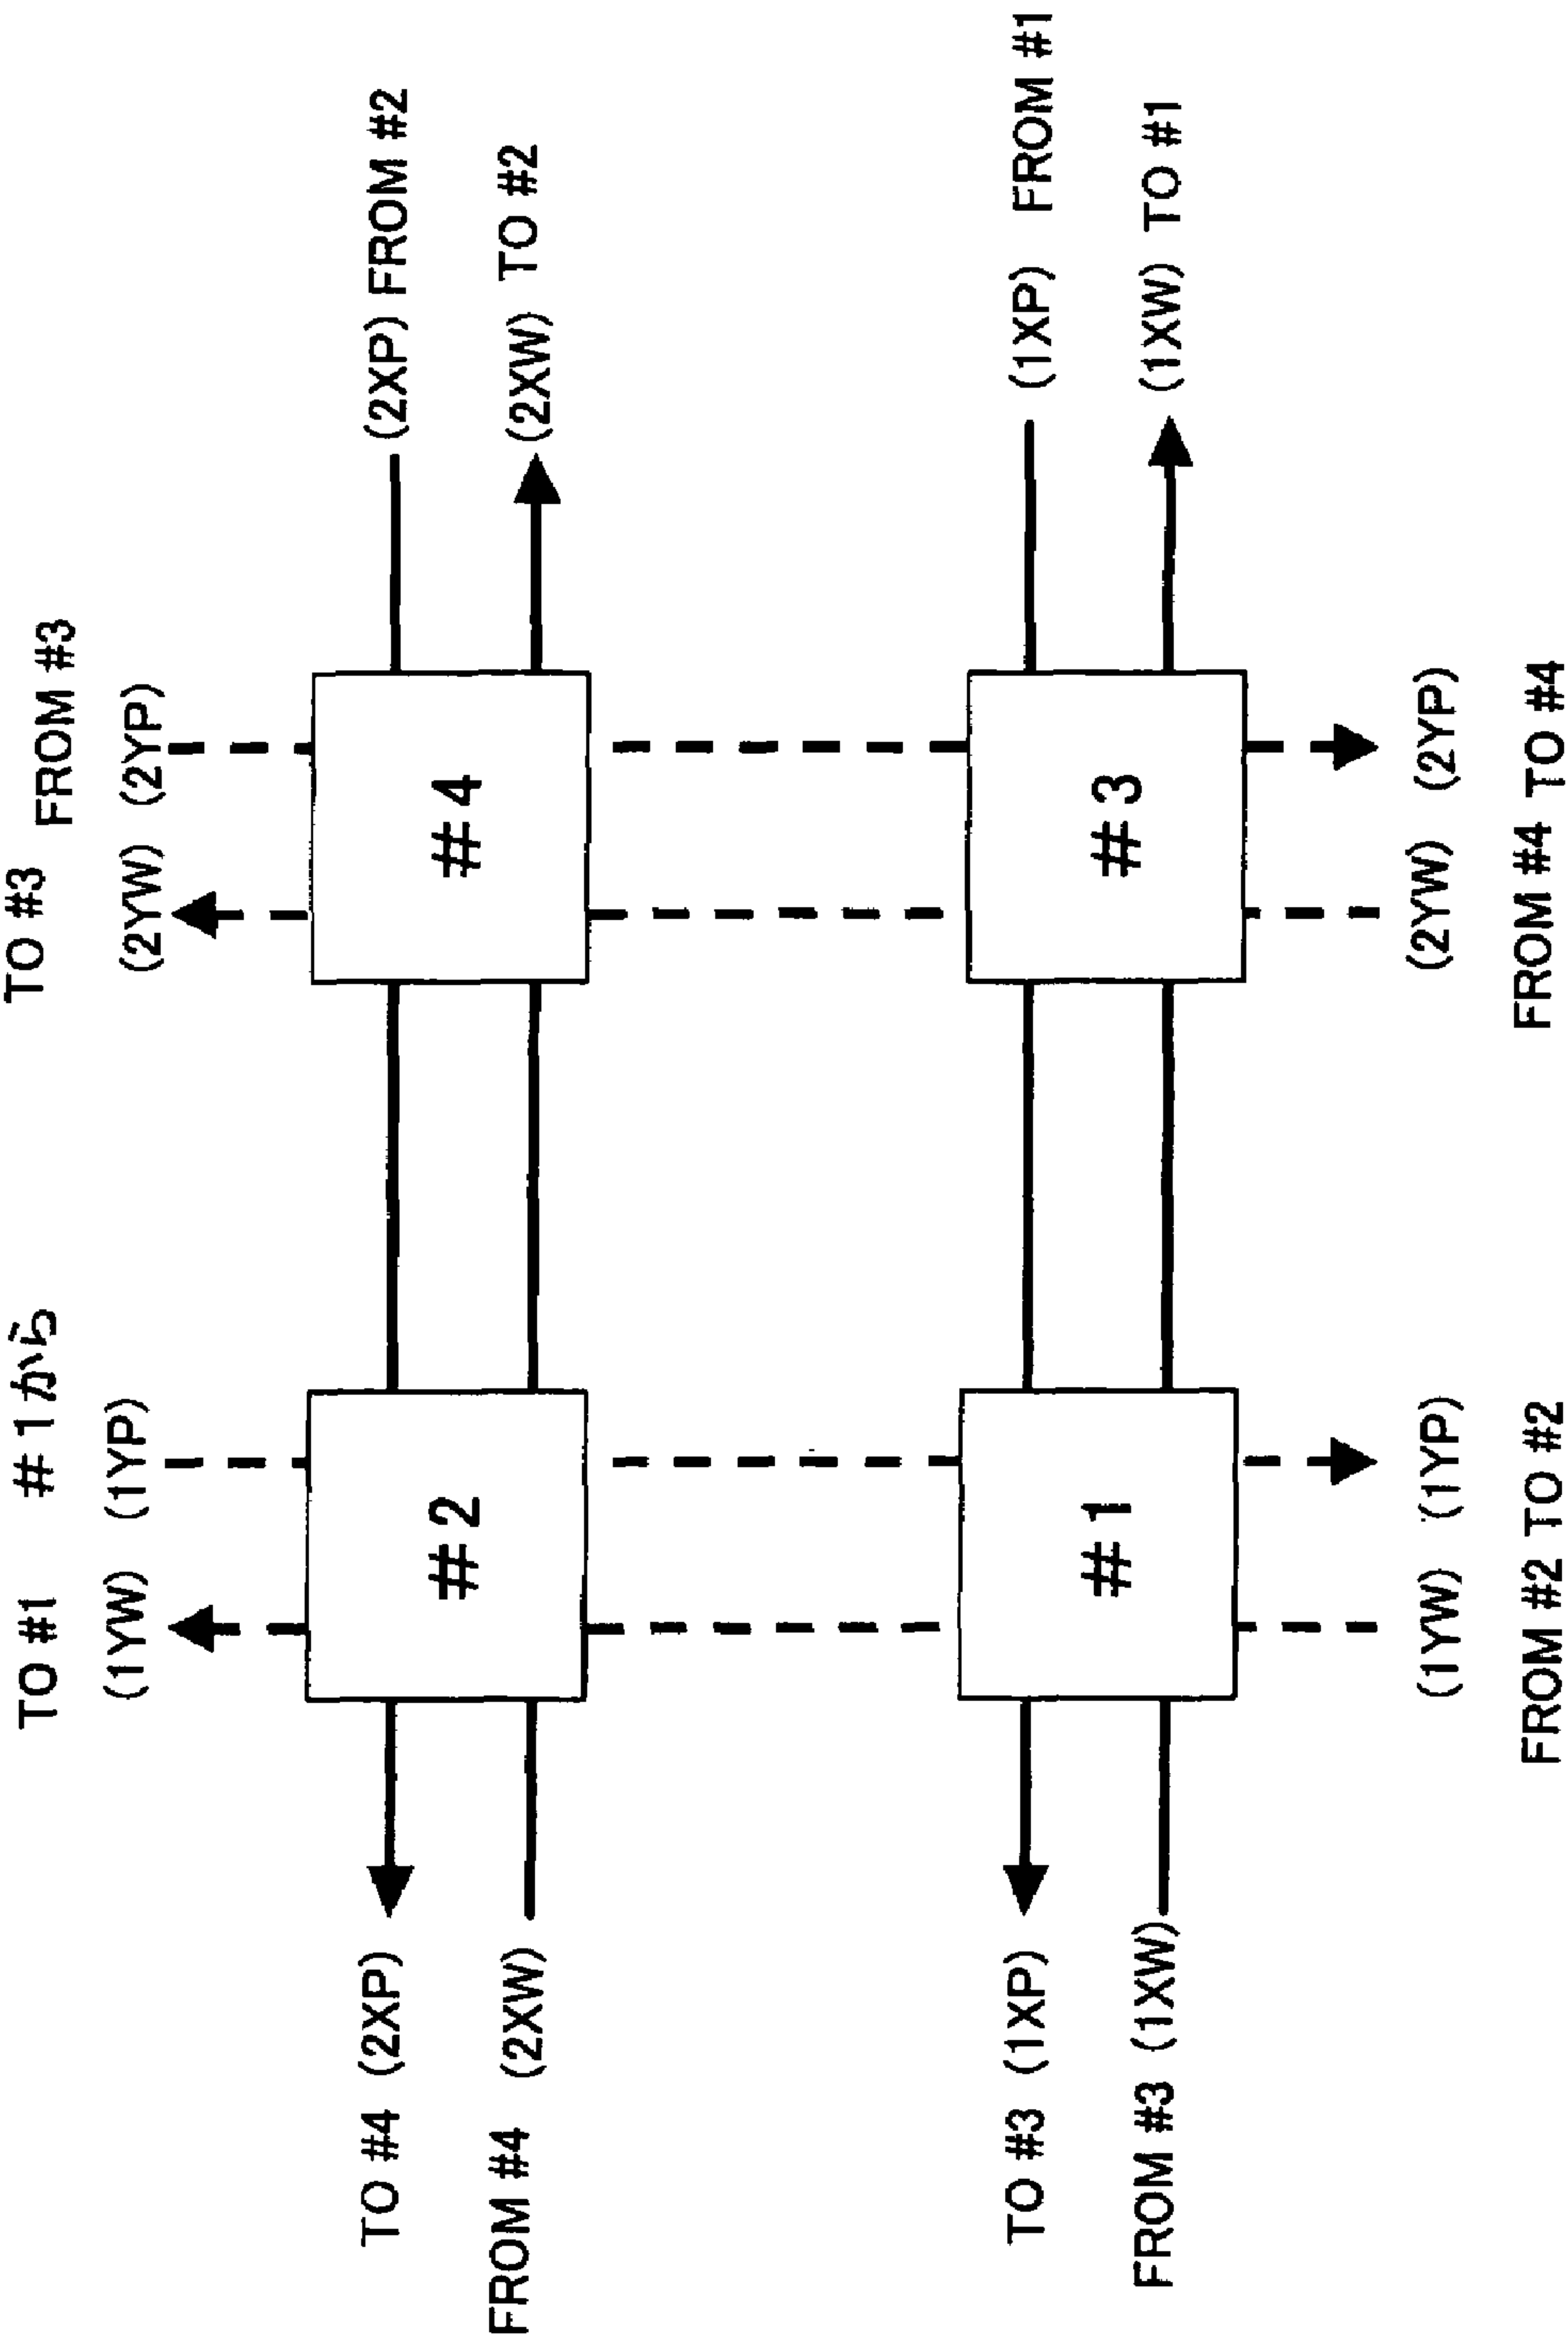 TO #1 #1から TO #3 FROM #3
(1YW) (1YP) (2YW) (2YP)
TO #4 (2XP) (2XP) FROM #2
#2 #4
FROM #4 (2XW) (2XW) TO #2
TO #3 (1XP) (1XP) FROM #1
#1 #3
FROM #3 (1XW) (1XW) TO #1
(1YW) (1YP) (2YW) (2YP)
FROM #2 TO #2 FROM #4 TO #4